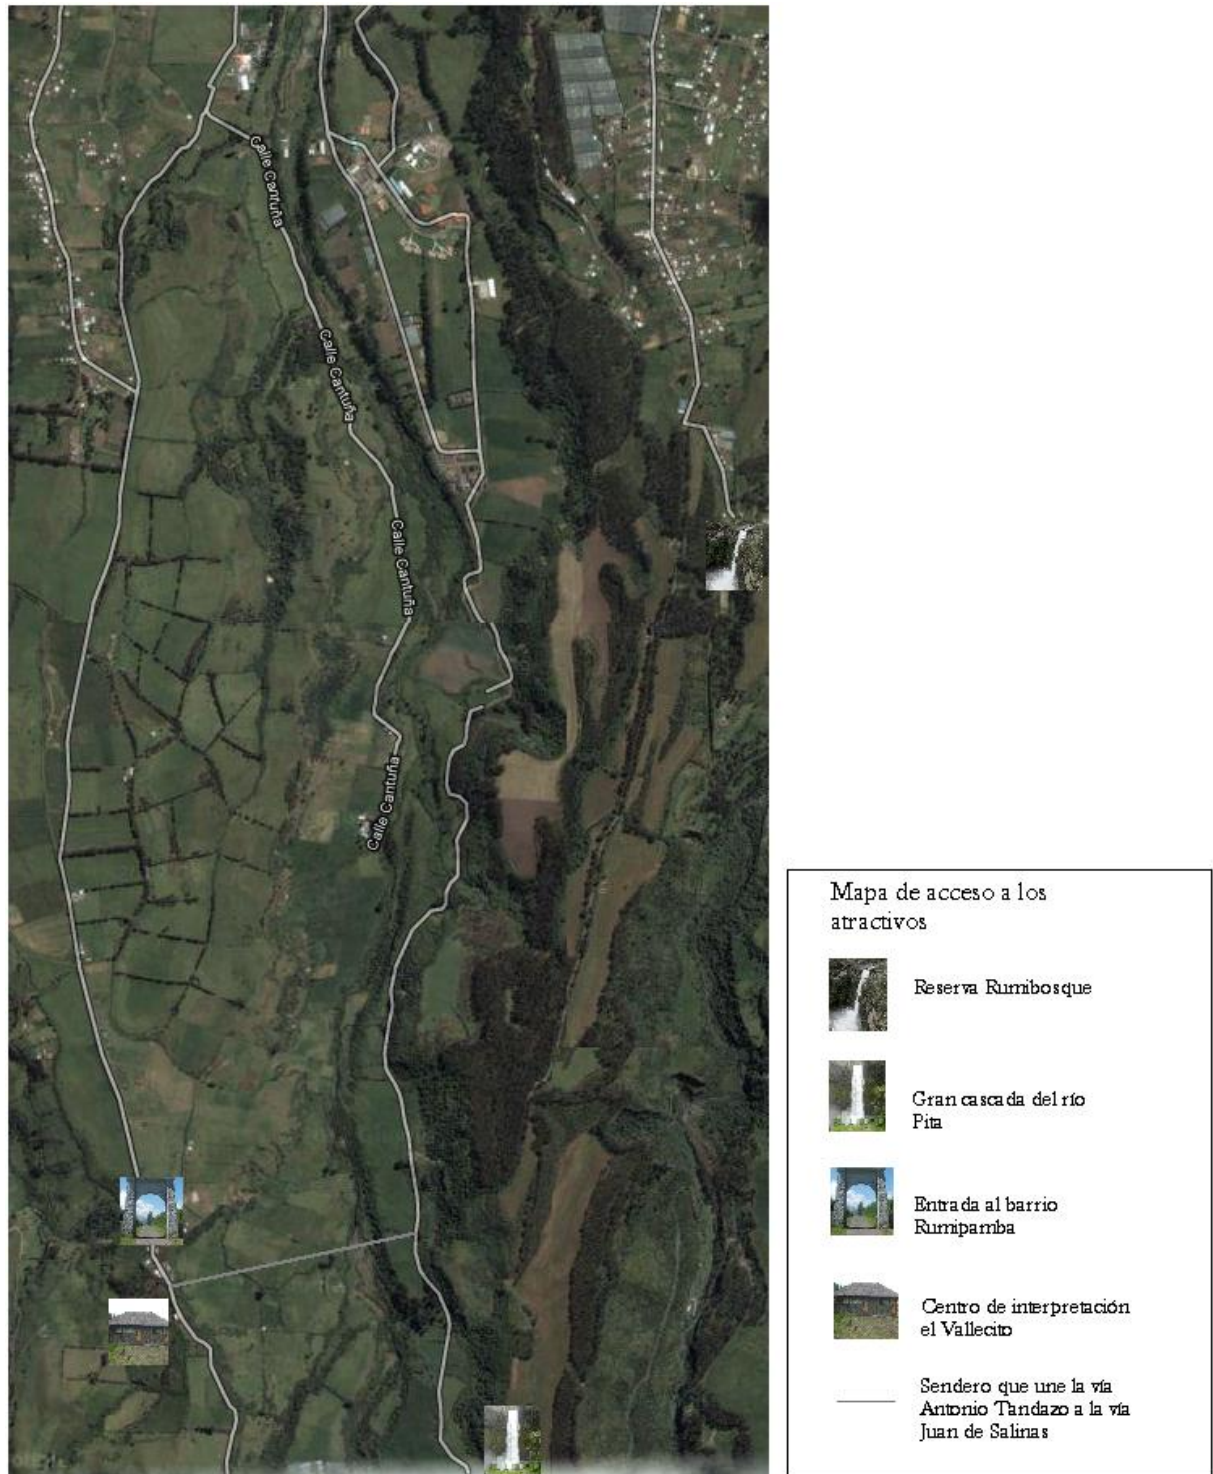 Calle Cantuña
Calle Cantuña
Calle Cantuña
Calle Cantuña
Mapa de acceso a los
atractivos
Reserva Rumibosque
Gran cascada del río
Pita
Entrada al barrio
Rumipamba
Centro de interpretación
el Vallecito
Sendero que une la vía
Antonio Tandazo a la vía
Juan de Salinas